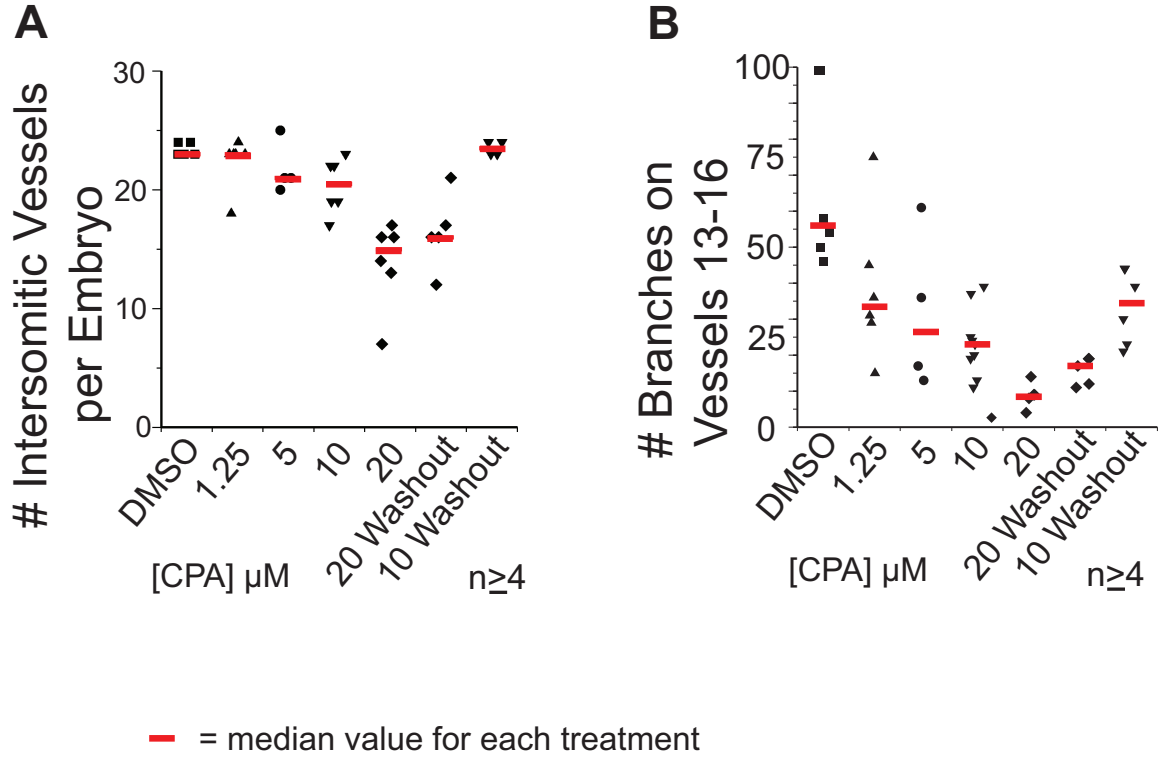 A
# Intersomitic Vessels
per Embryo
30
20
10
0
DMSO
1.25
5
10
20
20 Washout
10 Washout
[CPA] µM
n≥4
B
# Branches on
Vessels 13-16
100
75
50
25
0
DMSO
1.25
5
10
20
20 Washout
10 Washout
[CPA] µM
n≥4
= median value for each treatment